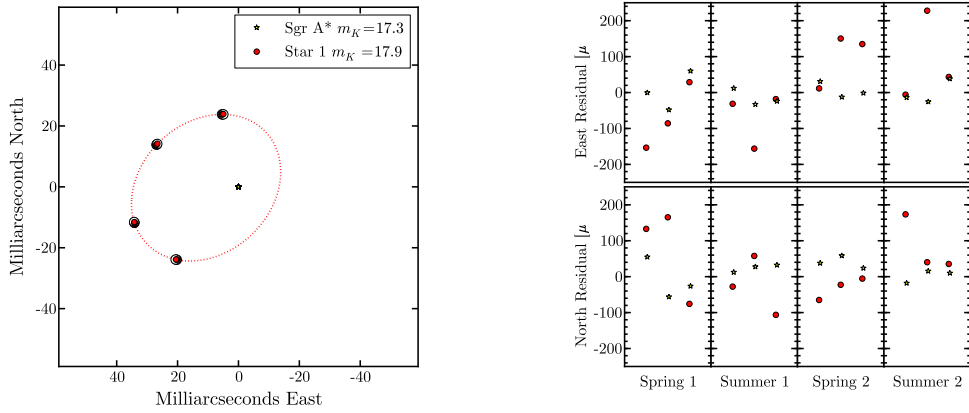 Sgr A* m_K=17.3
Star 1 m_K =17.9
Milliarcseconds North
40
20
0
-20
-40
40
20
0
-20
-40
Milliarcseconds East
East Residual [μ
200
100
0
-100
-200
North Residual [μ
200
100
0
-100
-200
Spring 1
Summer 1
Spring 2
Summer 2